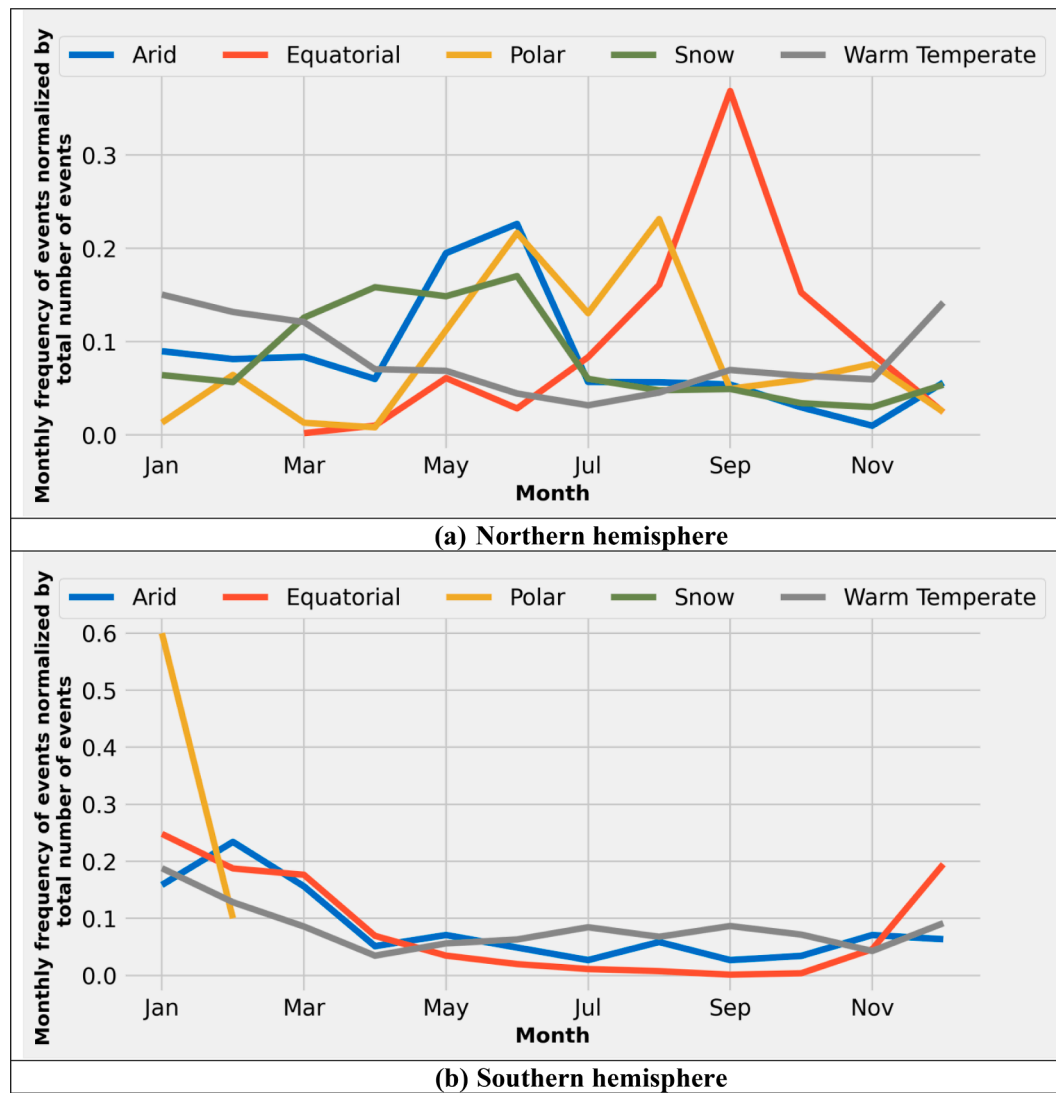 Arid Equatorial Polar Snow Warm Temperate
Monthly frequency of events normalized by
total number of events
0.3
0.2
0.1
0.0
Jan Mar May Jul Sep Nov
Month
(a) Northern hemisphere
Arid Equatorial Polar Snow Warm Temperate
Monthly frequency of events normalized by
total number of events
0.6
0.5
0.4
0.3
0.2
0.1
0.0
Jan Mar May Jul Sep Nov
Month
(b) Southern hemisphere